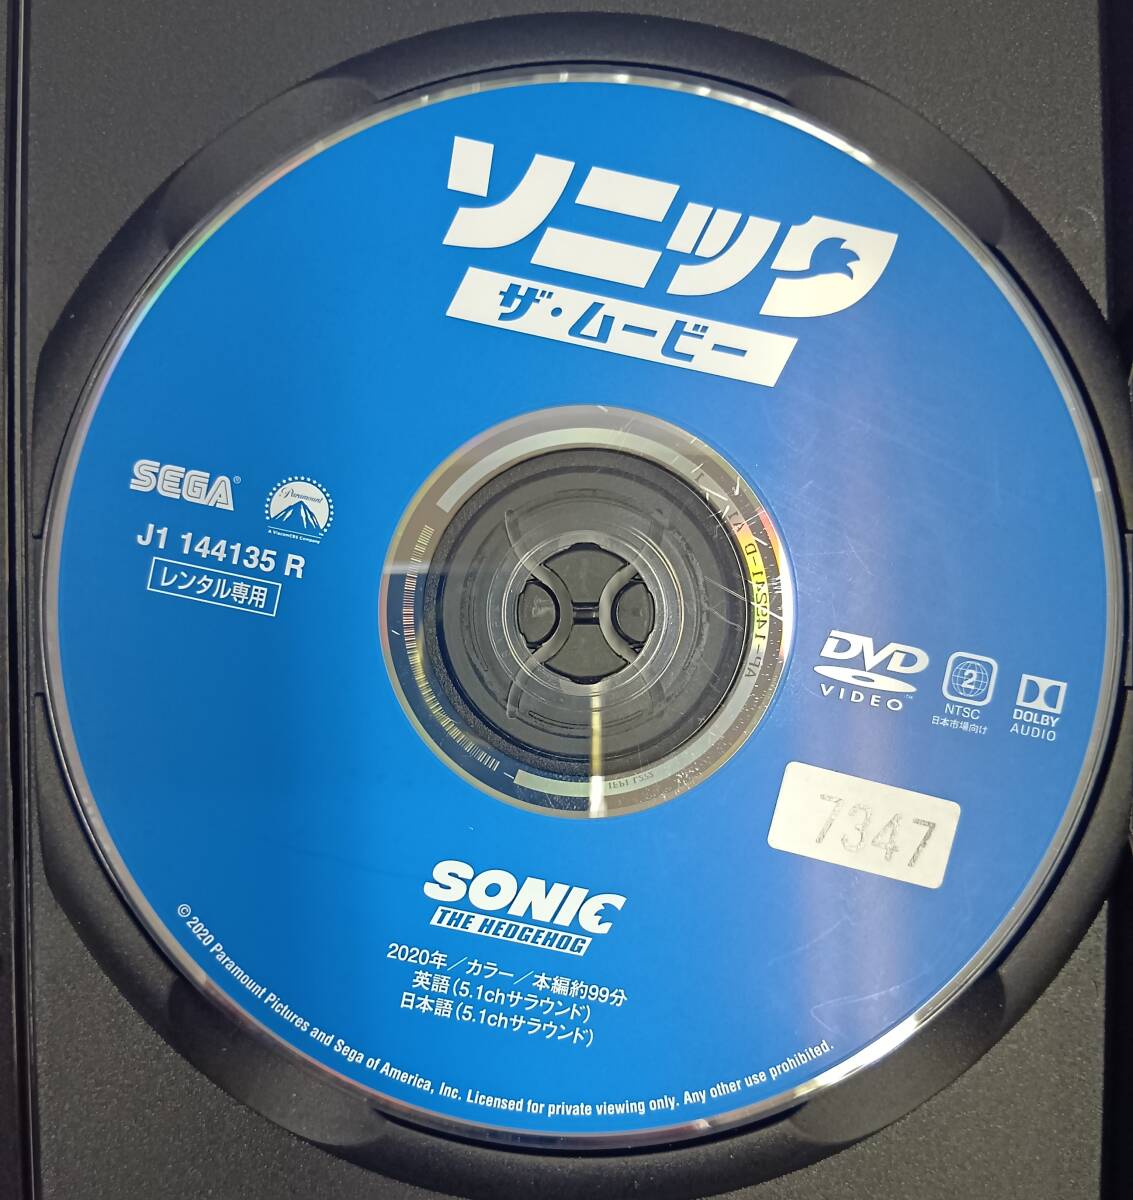 ソニック
ザ・ムービー
SEGA®
Paramount
A ViacomCBS Company
J1 144135 R
レンタル専用
DVD
VIDEO™
2
NTSC
日本市場向け
DOLBY
AUDIO
7347
SONIC
THE HEDGEHOG
2020年／カラー／本編約99分
英語(5.1chサラウンド)
日本語(5.1chサラウンド)
© 2020 Paramount Pictures and Sega of America, Inc. Licensed for private viewing only. Any other use prohibited.